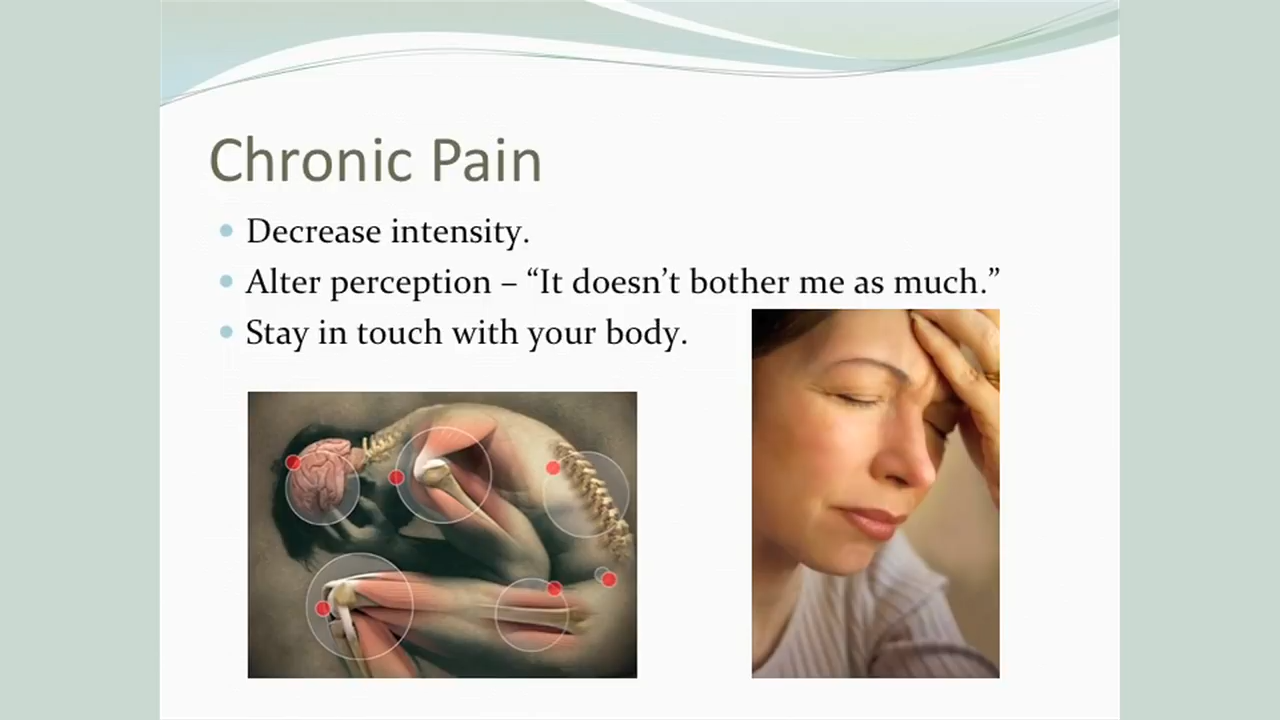 Chronic Pain
Decrease intensity.
Alter perception – “It doesn’t bother me as much.”
Stay in touch with your body.